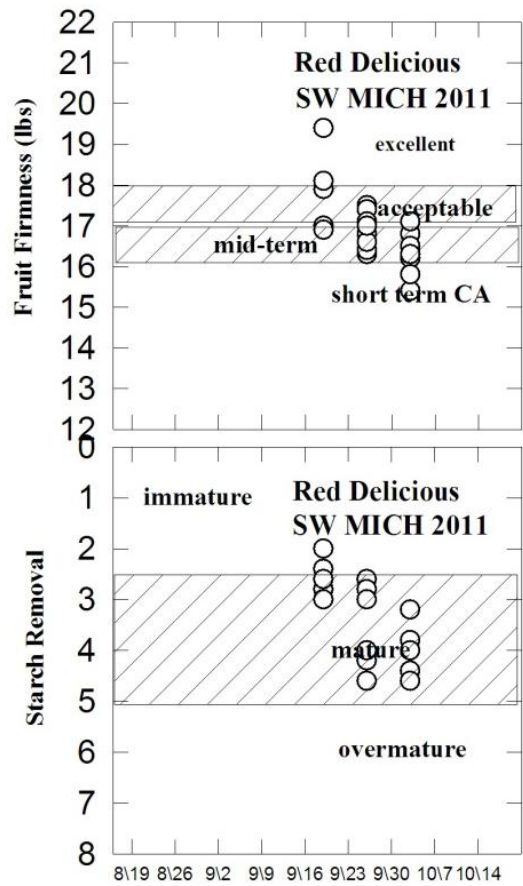 22
21
20
19
18
17
16
15
14
13
12
Fruit Firmness (lbs)
Red Delicious
SW MICH 2011
excellent
acceptable
mid-term
short term CA
0
1
2
3
4
5
6
7
8
Starch Removal
immature
Red Delicious
SW MICH 2011
mature
overmature
8\19 8\26 9\2 9\9 9\16 9\23 9\30 10\7 10\14